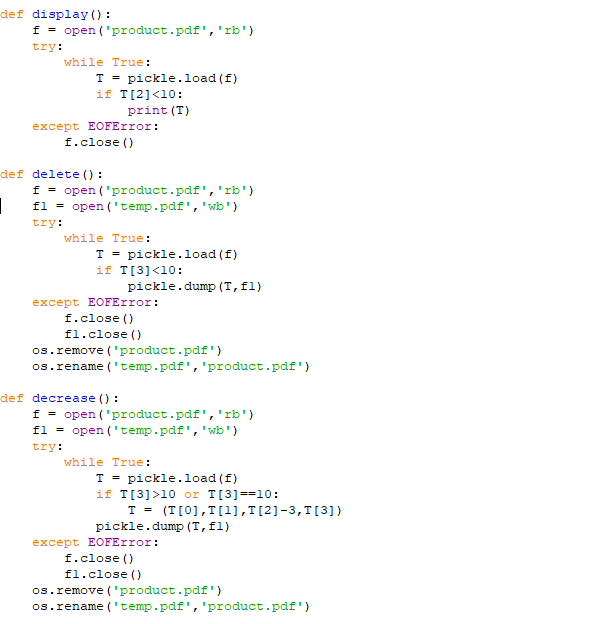 def display():
    f = open('product.pdf','rb')
    try:
        while True:
            T = pickle.load(f)
            if T[2]<10:
                print(T)
    except EOFError:
        f.close()

def delete():
    f = open('product.pdf','rb')
    f1 = open('temp.pdf','wb')
    try:
        while True:
            T = pickle.load(f)
            if T[3]<10:
                pickle.dump(T,f1)
    except EOFError:
        f.close()
        f1.close()
    os.remove('product.pdf')
    os.rename('temp.pdf','product.pdf')

def decrease():
    f = open('product.pdf','rb')
    f1 = open('temp.pdf','wb')
    try:
        while True:
            T = pickle.load(f)
            if T[3]>10 or T[3]==10:
                T = (T[0],T[1],T[2]-3,T[3])
            pickle.dump(T,f1)
    except EOFError:
        f.close()
        f1.close()
    os.remove('product.pdf')
    os.rename('temp.pdf','product.pdf')